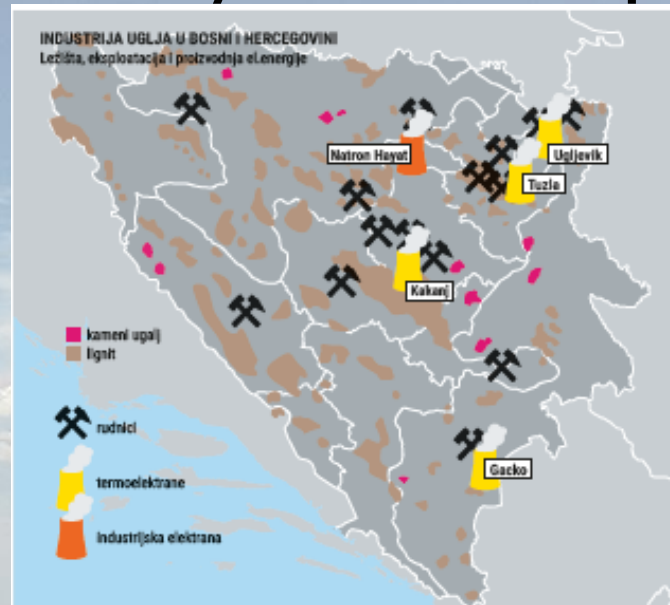 INDUSTRIJA UGLJA U BOSNI I HERCEGOVINI
Ležišta, eksploatacija i proizvodnja el.energije
Natron Hayat
Ugljevik
Tuzla
Kakanj
kameni ugalj
lignit
rudnici
Gacko
termoelektrane
industrijska elektrana